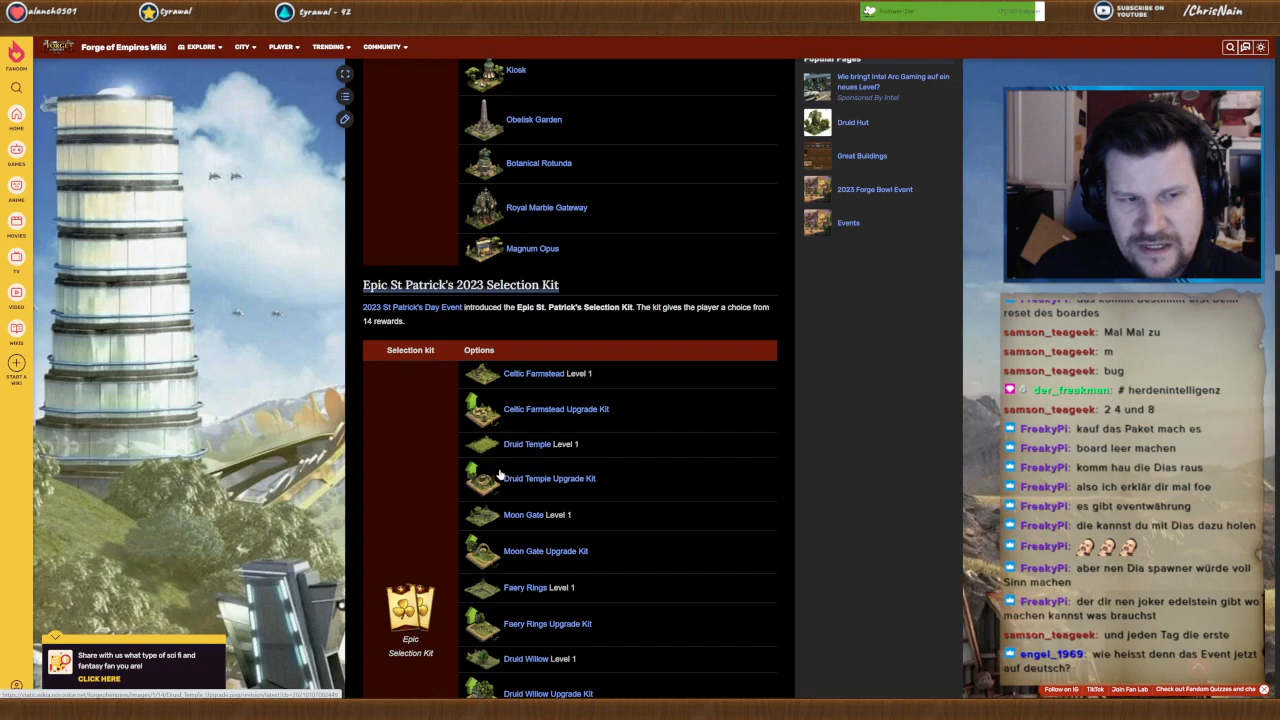 alanch0501
tyrawal
tyrawal - 42
Follower-Ziel
SUBSCRIBE ON
YOUTUBE
/ChrisNain
FANDOM
HOME
GAMES
ANIME
MOVIES
TV
VIDEO
WIKIS
START A
WIKI
Forge of Empires Wiki
EXPLORE
CITY
PLAYER
TRENDING
COMMUNITY
Kiosk
Obelisk Garden
Botanical Rotunda
Royal Marble Gateway
Magnum Opus
Epic St Patrick's 2023 Selection Kit
2023 St Patrick's Day Event introduced the Epic St. Patrick's Selection Kit. The kit gives the player a choice from
14 rewards.
Selection kit
Options
Celtic Farmstead Level 1
Celtic Farmstead Upgrade Kit
Druid Temple Level 1
Druid Temple Upgrade Kit
Moon Gate Level 1
Moon Gate Upgrade Kit
Faery Rings Level 1
Faery Rings Upgrade Kit
Druid Willow Level 1
Druid Willow Upgrade Kit
Epic
Selection Kit
Popular Pages
Wie bringt Intel Arc Gaming auf ein
neues Level?
Sponsored By Intel
Druid Hut
Great Buildings
2023 Forge Bowl Event
Events
FreakyPi: das kommt bestimmt erst beim
reset des boardes
samson_teageek: Mal Mal zu
samson_teageek: m
samson_teageek: bug
der_freakman: # herdenintelligenz
samson_teageek: 2 4 und 8
FreakyPi: kauf das Paket mach es
FreakyPi: board leer machen
FreakyPi: komm hau die Dias raus
FreakyPi: also ich erklär dir mal foe
FreakyPi: es gibt eventwährung
FreakyPi: die kannst du mit Dias dazu holen
FreakyPi:
FreakyPi: aber nen Dia spawner würde voll
Sinn machen
FreakyPi: der dir nen joker edelstein gibt wo
machen kannst was brauchst
samson_teageek: und jeden Tag die erste
engel_1969: wie heisst denn das Event jetzt
auf deutsch?
Share with us what type of sci fi and
fantasy fan you are!
CLICK HERE
Follow on IG
TikTok
Join Fan Lab
Check out Fandom Quizzes and cha